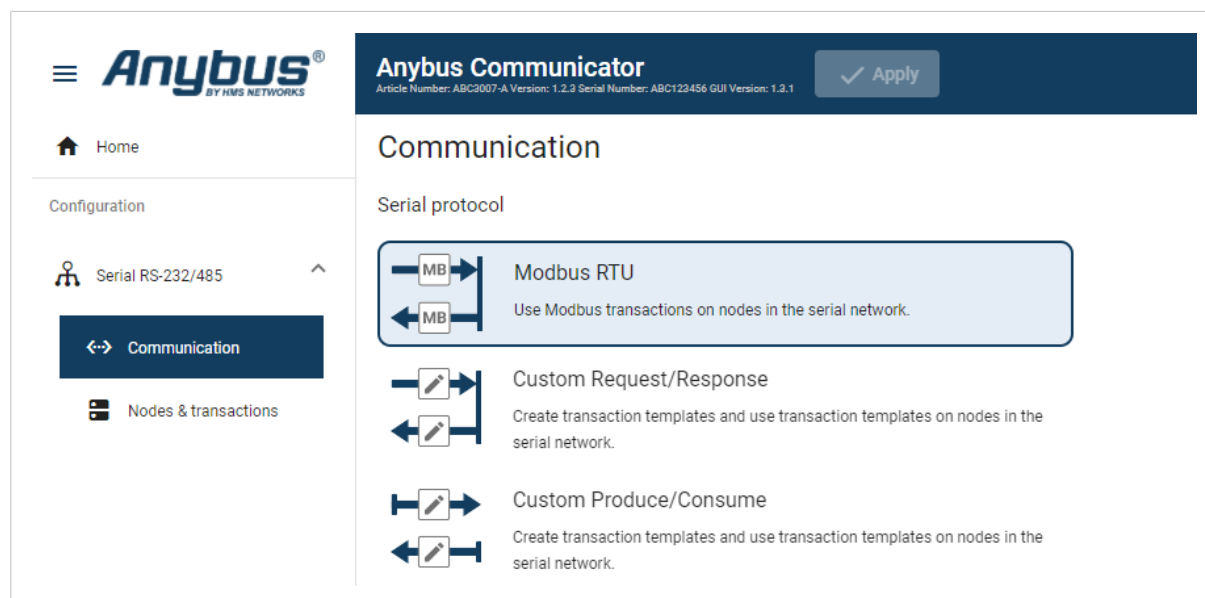 Anybus®
BY HMS NETWORKS
Home
Configuration
Serial RS-232/485
Communication
Nodes & transactions
Anybus Communicator
Article Number: ABC3007-A Version: 1.2.3 Serial Number: ABC123456 GUI Version: 1.3.1
Apply
Communication
Serial protocol
MB
MB
Modbus RTU
Use Modbus transactions on nodes in the serial network.
Custom Request/Response
Create transaction templates and use transaction templates on nodes in the
serial network.
Custom Produce/Consume
Create transaction templates and use transaction templates on nodes in the
serial network.